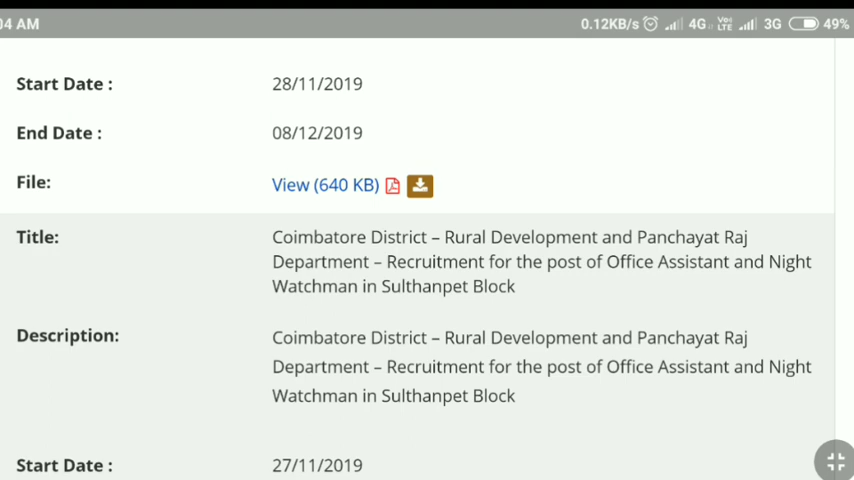 04 AM 0.12KB/s 4G VoLTE 3G 49%
Start Date : 28/11/2019
End Date : 08/12/2019
File: View (640 KB)
Title: Coimbatore District – Rural Development and Panchayat Raj
Department – Recruitment for the post of Office Assistant and Night
Watchman in Sulthanpet Block
Description: Coimbatore District – Rural Development and Panchayat Raj
Department – Recruitment for the post of Office Assistant and Night
Watchman in Sulthanpet Block
Start Date : 27/11/2019